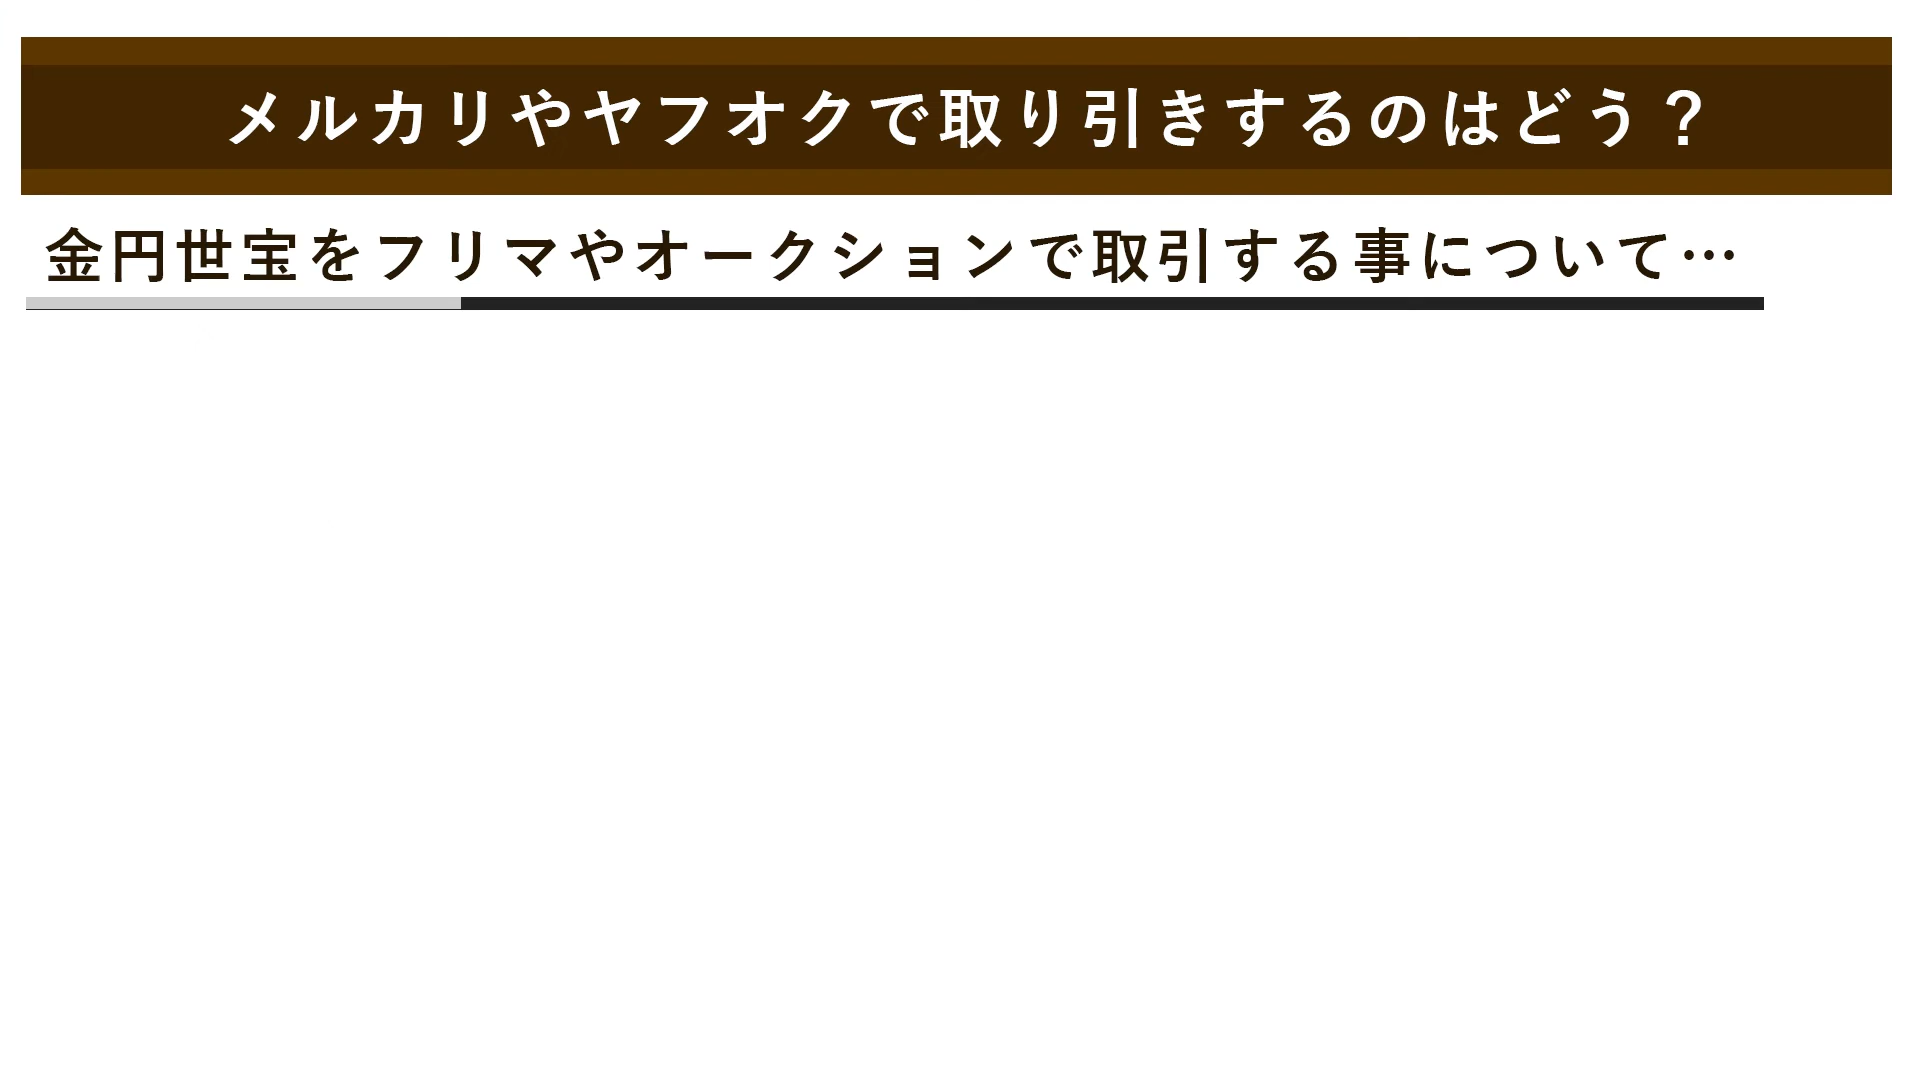 メルカリやヤフオクで取り引きするのはどう？
金円世宝をフリマやオークションで取引する事について…